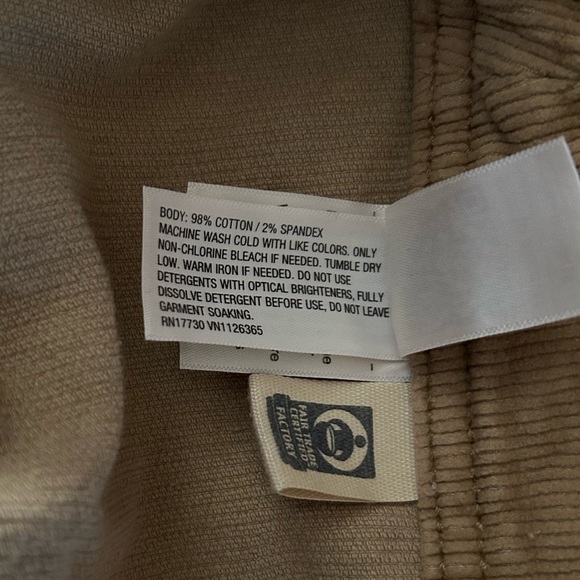 BODY: 98% COTTON / 2% SPANDEX
MACHINE WASH COLD WITH LIKE COLORS. ONLY
NON-CHLORINE BLEACH IF NEEDED. TUMBLE DRY
LOW. WARM IRON IF NEEDED. DO NOT USE
DETERGENTS WITH OPTICAL BRIGHTENERS, FULLY
DISSOLVE DETERGENT BEFORE USE, DO NOT LEAVE
GARMENT SOAKING.
RN17730 VN1126365
FAIR TRADE
CERTIFIED
FACTORY